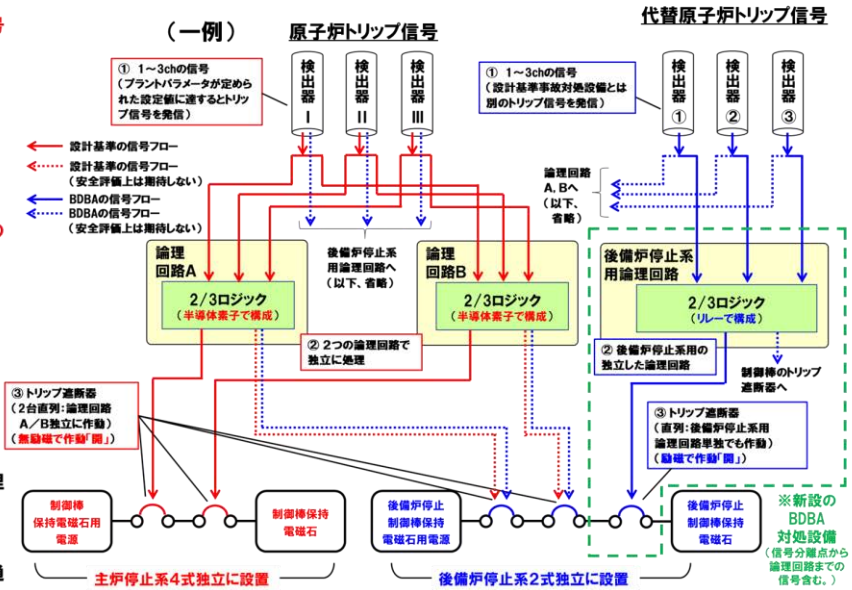 号
(一例)
原子炉トリップ信号
代替原子炉トリップ信号
① 1~3chの信号
(プラントパラメータが定めら
れた設定値に達するとトリッ
プ信号を発信)
検出器Ⅰ
検出器Ⅱ
検出器Ⅲ
① 1~3chの信号
(設計基準事故対処設備とは
別のトリップ信号を発信)
検出器①
検出器②
検出器③
設計基準の信号フロー
設計基準の信号フロー
(安全評価上は期待しない)
BDBAの信号フロー
BDBAの信号フロー
(安全評価上は期待しない)
の
論理回路
A,Bへ
(以下、
省略)
論理
回路A
後備炉停止系
用論理回路へ
(以下、省略)
論理
回路B
後備炉停止系
用論理回路
2/3ロジック
(半導体素子で構成)
2/3ロジック
(半導体素子で構成)
2/3ロジック
(リレーで構成)
② 2つの論理回路で
独立に処理
② 後備炉停止系用の
独立した論理回路
制御棒のトリップ
遮断器へ
③ トリップ遮断器
(2台直列:論理回路
A/B独立に作動)
(無励磁で作動「開」)
③ トリップ遮断器
(直列:後備炉停止系用
論理回路単独でも作動)
(励磁で作動「開」)
理
制御棒
保持電磁石用
電源
制御棒保持
電磁石
後備炉停止
制御棒保持
電磁石用電源
後備炉停止
制御棒保持
電磁石
※新設の
BDBA
対処設備
(信号分離点から
論理回路までの
信号含む。)
主炉停止系4式独立に設置
後備炉停止系2式独立に設置